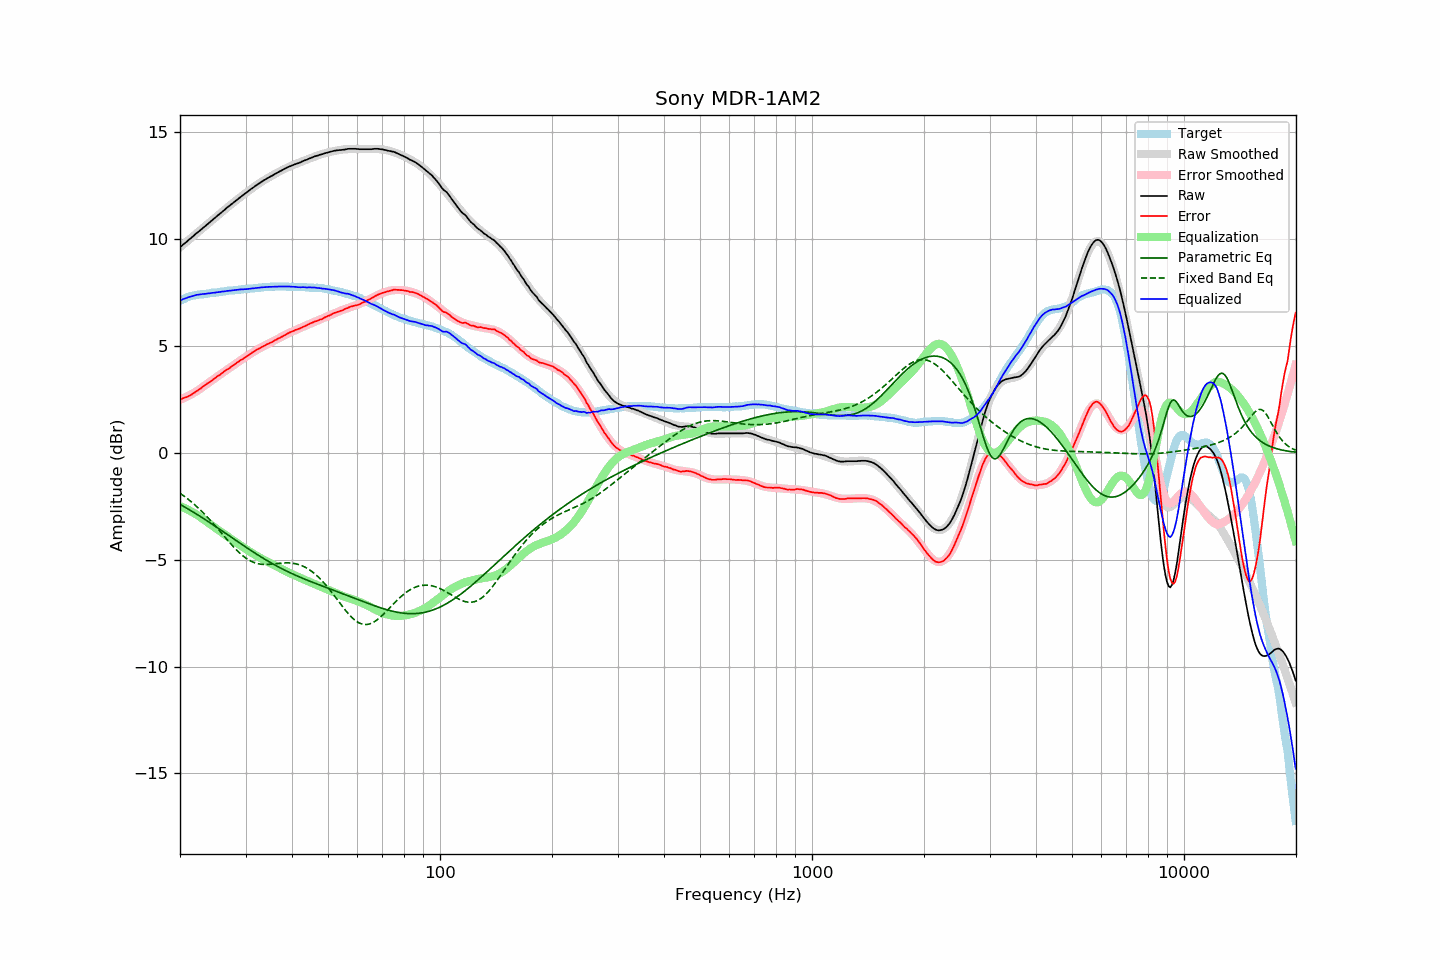 Sony MDR-1AM2
Target
Raw Smoothed
Error Smoothed
Raw
Error
Equalization
Parametric Eq
Fixed Band Eq
Equalized
Amplitude (dBr)
15
10
5
0
−5
−10
−15
100
1000
10000
Frequency (Hz)